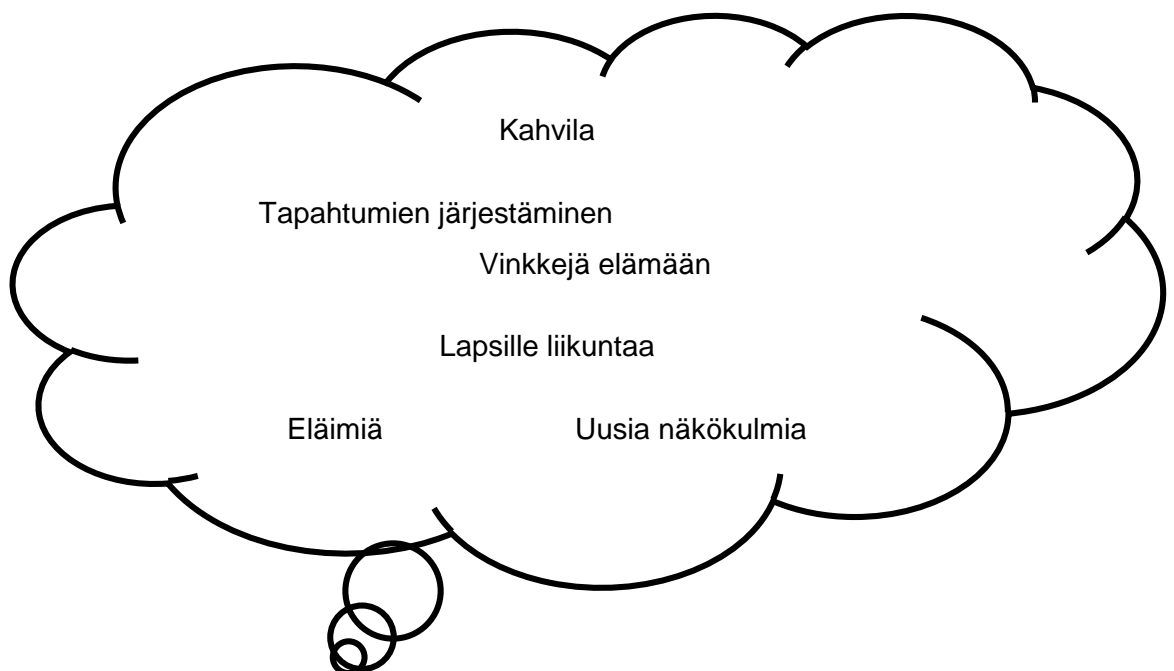 Kahvila
Tapahtumien järjestäminen
Vinkkejä elämään
Lapsille liikuntaa
Eläimiä
Uusia näkökulmia